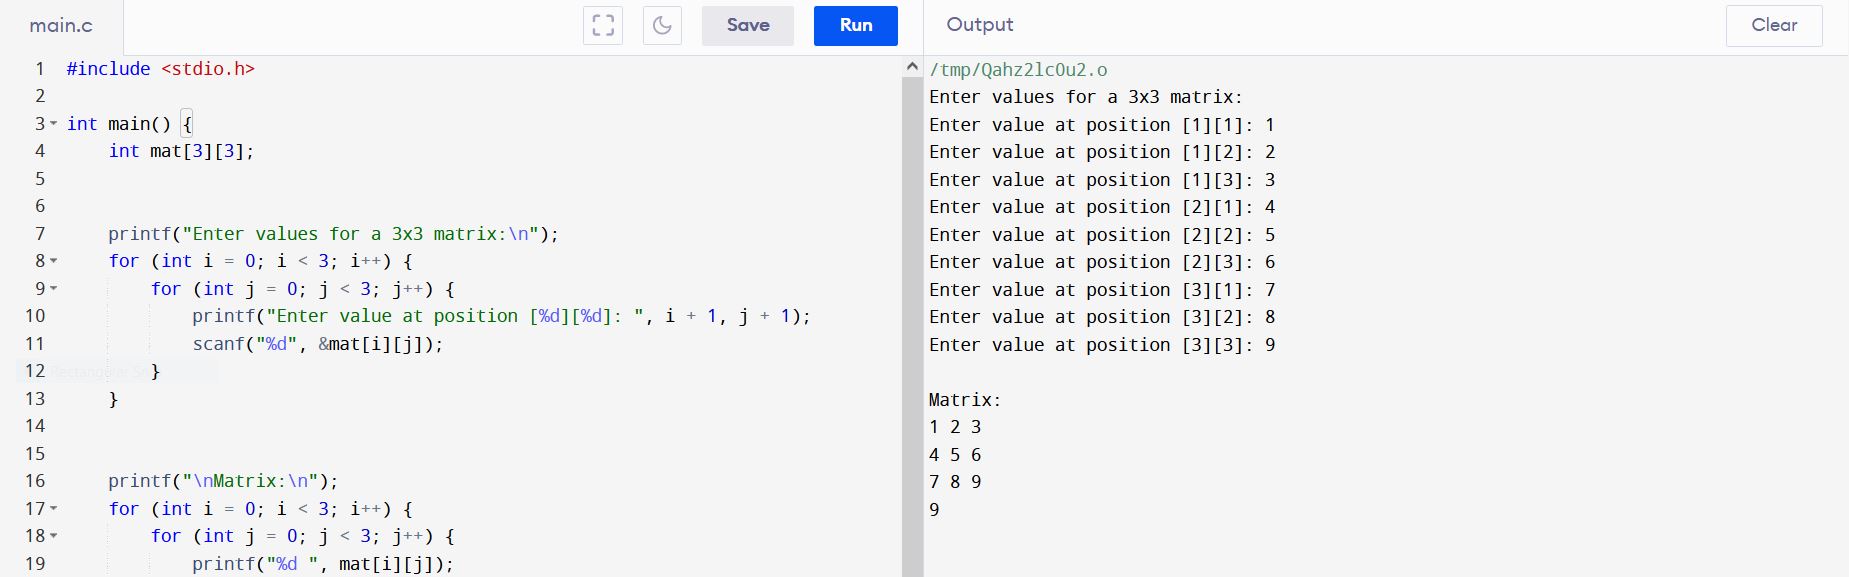 main.c
Save
Run
Output
Clear
1 #include <stdio.h>
2
3 int main() {
4     int mat[3][3];
5
6
7     printf("Enter values for a 3x3 matrix:\n");
8     for (int i = 0; i < 3; i++) {
9         for (int j = 0; j < 3; j++) {
10             printf("Enter value at position [%d][%d]: ", i + 1, j + 1);
11             scanf("%d", &mat[i][j]);
12         }
13     }
14
15
16     printf("\nMatrix:\n");
17     for (int i = 0; i < 3; i++) {
18         for (int j = 0; j < 3; j++) {
19             printf("%d ", mat[i][j]);
/tmp/Qahz2lcOu2.o
Enter values for a 3x3 matrix:
Enter value at position [1][1]: 1
Enter value at position [1][2]: 2
Enter value at position [1][3]: 3
Enter value at position [2][1]: 4
Enter value at position [2][2]: 5
Enter value at position [2][3]: 6
Enter value at position [3][1]: 7
Enter value at position [3][2]: 8
Enter value at position [3][3]: 9

Matrix:
1 2 3
4 5 6
7 8 9
9